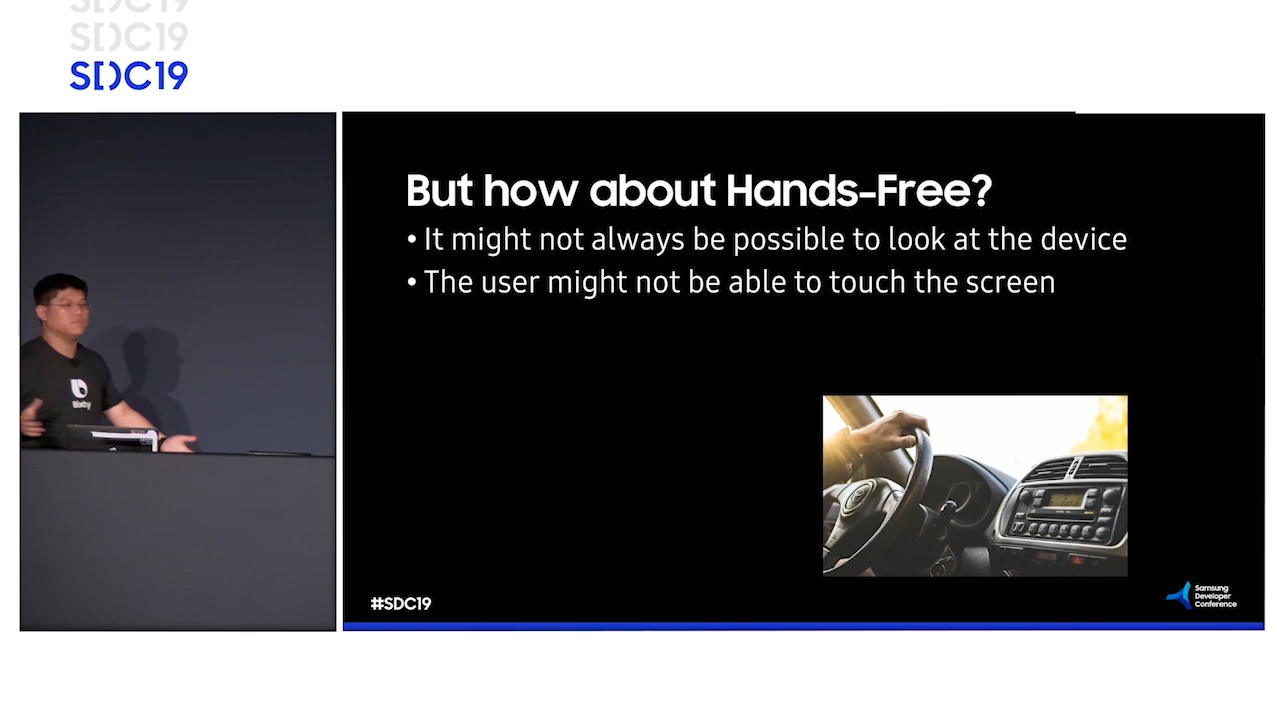 SDC19
SDC19
SDC19
But how about Hands-Free?
• It might not always be possible to look at the device
• The user might not be able to touch the screen
Bixby
#SDC19
Samsung
Developer
Conference